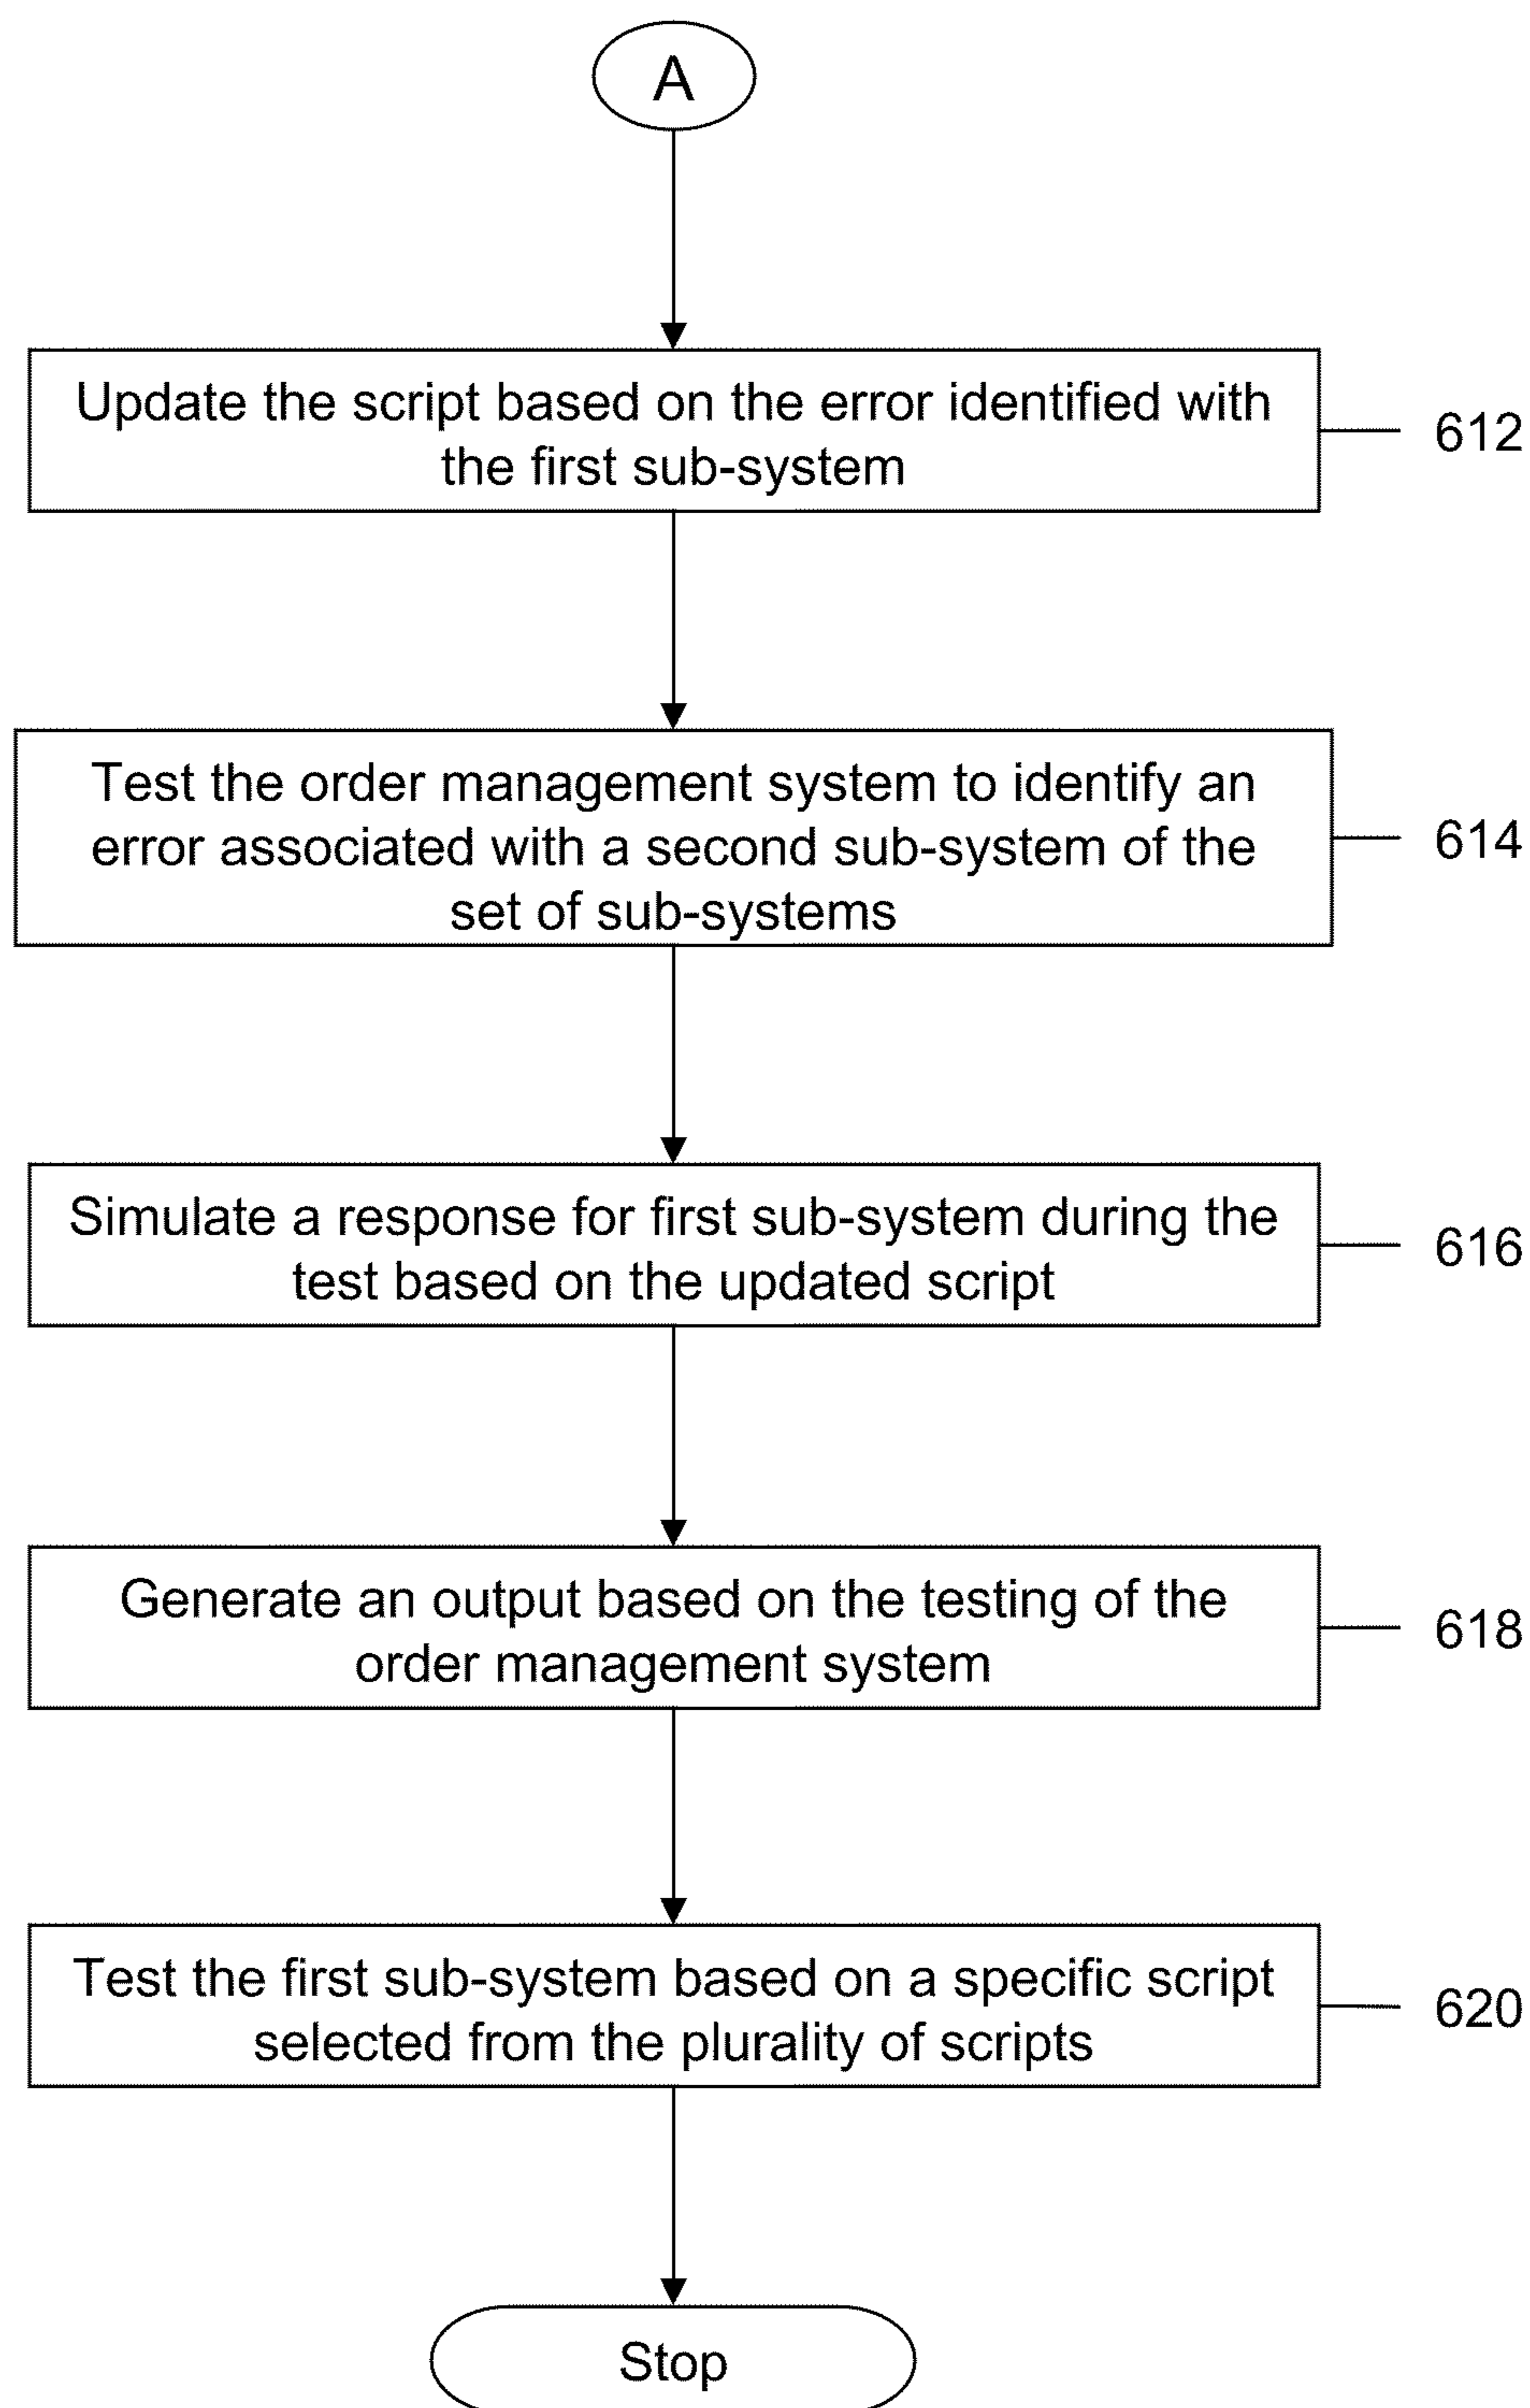 A
Update the script based on the error identified with
the first sub-system
612
Test the order management system to identify an
error associated with a second sub-system of the
set of sub-systems
614
Simulate a response for first sub-system during the
test based on the updated script
616
Generate an output based on the testing of the
order management system
618
Test the first sub-system based on a specific script
selected from the plurality of scripts
620
Stop